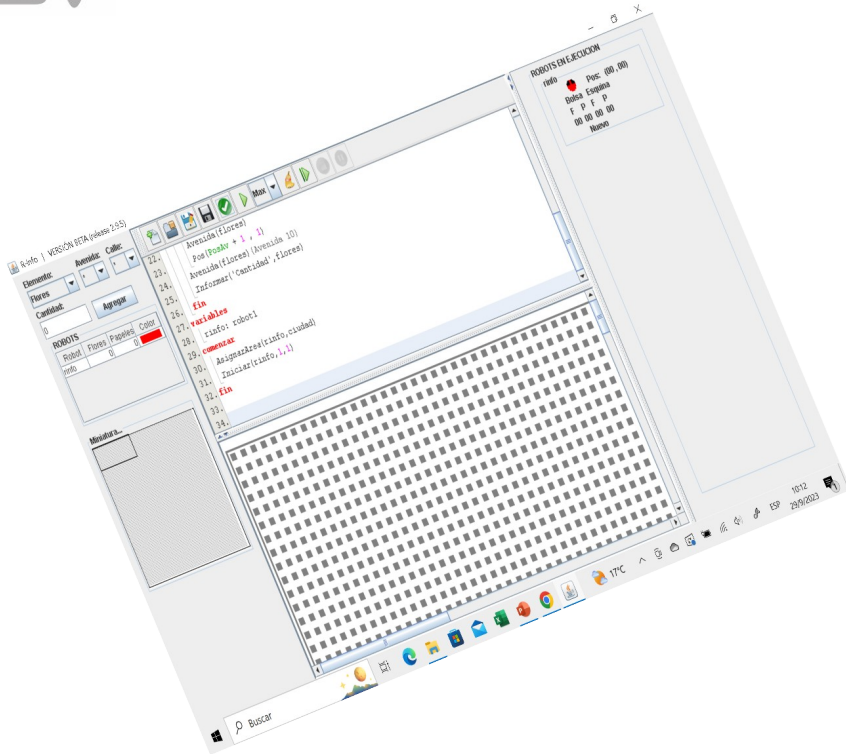 R-info | VERSION BETA (release 2.9.5)
Elemento: Avenida: Calle:
Flores * *
Cantidad:
0 Agregar
ROBOTS
Robot Flores Papeles Color
rinfo 0 0
Miniatura...
Max
Avenida(flores)
22. Pos(PosAv + 1 , 1)
23. Avenida(flores){Avenida 10}
24. Informar('Cantidad',flores)
25. fin
26. variables
27. rinfo: robot1
28. comenzar
29. AsignarArea(rinfo,ciudad)
30. Iniciar(rinfo,1,1)
31. fin
32.
33.
34.
ROBOTS EN EJECUCION
rinfo Pos: (00 , 00)
Bolsa Esquina
F P F P
00 00 00 00
Nuevo
Buscar
17°C
ESP
10:12
29/9/2023
1